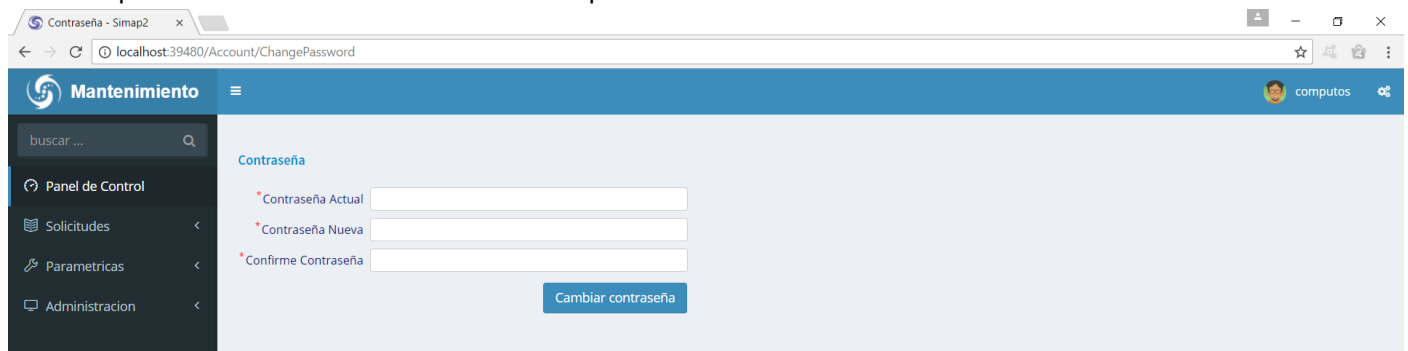 Contraseña - Simap2
localhost:39480/Account/ChangePassword
Mantenimiento
computos
buscar ...
Contraseña
Panel de Control
*Contraseña Actual
Solicitudes
*Contraseña Nueva
Parametricas
*Confirme Contraseña
Cambiar contraseña
Administracion